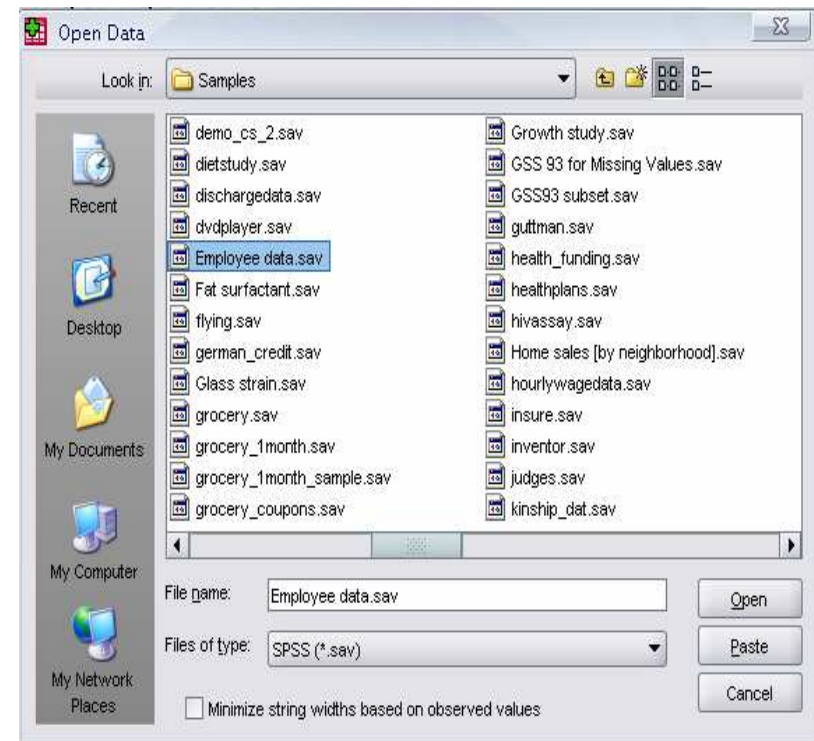 Open Data
Look in: Samples
Recent
Desktop
My Documents
My Computer
My Network
Places
demo_cs_2.sav
dietstudy.sav
dischargedata.sav
dvdplayer.sav
Employee data.sav
Fat surfactant.sav
flying.sav
german_credit.sav
Glass strain.sav
grocery.sav
grocery_1month.sav
grocery_1month_sample.sav
grocery_coupons.sav
Growth study.sav
GSS 93 for Missing Values.sav
GSS93 subset.sav
guttman.sav
health_funding.sav
healthplans.sav
hivassay.sav
Home sales [by neighborhood].sav
hourlywagedata.sav
insure.sav
inventor.sav
judges.sav
kinship_dat.sav
File name: Employee data.sav
Open
Files of type: SPSS (*.sav)
Paste
Minimize string widths based on observed values
Cancel